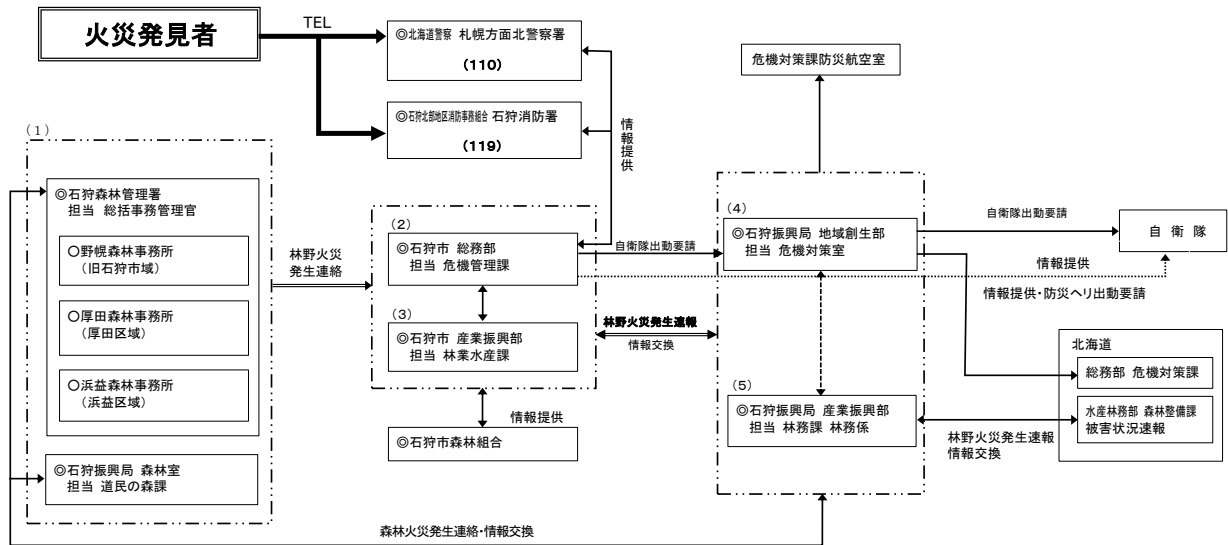 火災発見者
TEL
◎北海道警察 札幌方面北警察署
(110)
◎石狩北部地区消防事務組合 石狩消防署
(119)
情報提供
危機対策課防災航空室
(1)
◎石狩森林管理署
担当 総括事務管理官
○野幌森林事務所
(旧石狩市域)
○厚田森林事務所
(厚田区域)
○浜益森林事務所
(浜益区域)
◎石狩振興局 森林室
担当 道民の森課
林野火災
発生連絡
(2)
◎石狩市 総務部
担当 危機管理課
(3)
◎石狩市 産業振興部
担当 林業水産課
情報提供
◎石狩市森林組合
自衛隊出動要請
林野火災発生速報
情報交換
(4)
◎石狩振興局 地域創生部
担当 危機対策室
(5)
◎石狩振興局 産業振興部
担当 林務課 林務係
自衛隊出動要請
自衛隊
情報提供
情報提供・防災ヘリ出動要請
北海道
総務部 危機対策課
水産林務部 森林整備課
被害状況速報
林野火災発生速報
情報交換
森林火災発生連絡・情報交換